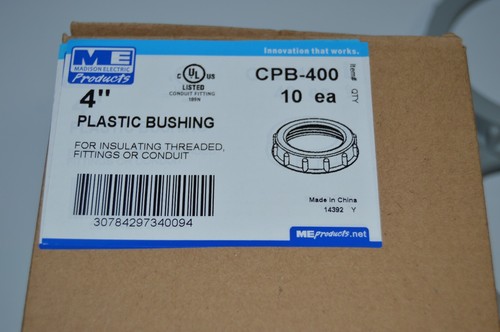 Innovation that works.
ME
MADISON ELECTRIC
Products
C UL US
LISTED
CONDUIT FITTING
CPB-400 Item#
10 ea QTY
4"
PLASTIC BUSHING
FOR INSULATING THREADED,
FITTINGS OR CONDUIT
30784297340094
Made in China
14392 Y
MEproducts.net